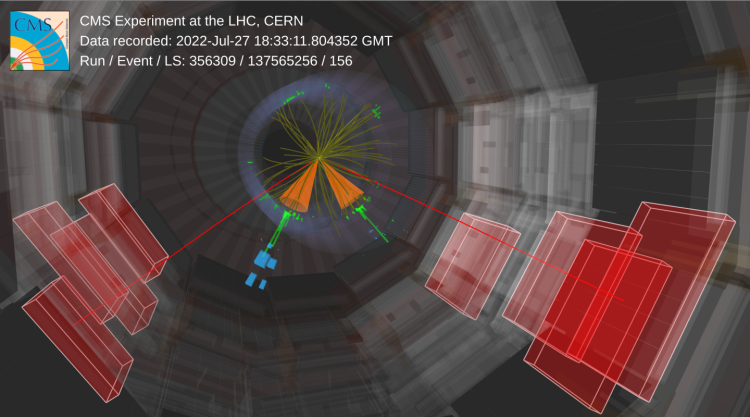 CMS
CMS Experiment at the LHC, CERN
Data recorded: 2022-Jul-27 18:33:11.804352 GMT
Run / Event / LS: 356309 / 137565256 / 156